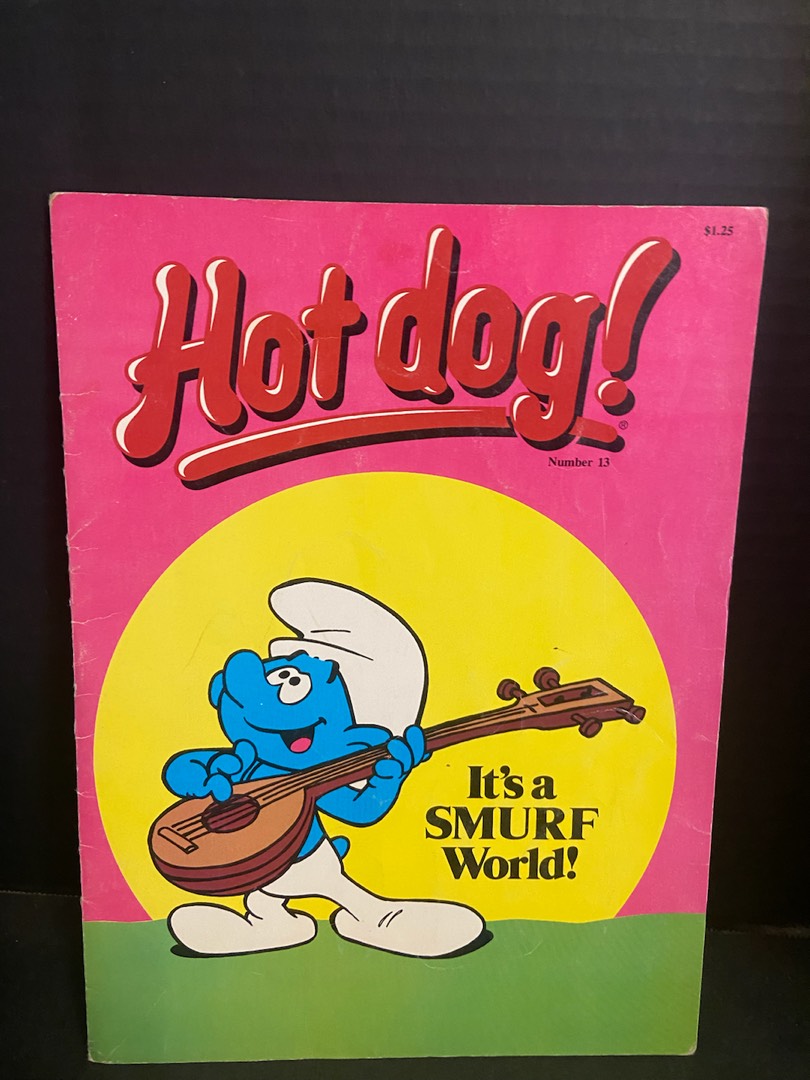 $1.25
Hot dog!
®
Number 13
It's a
SMURF
World!